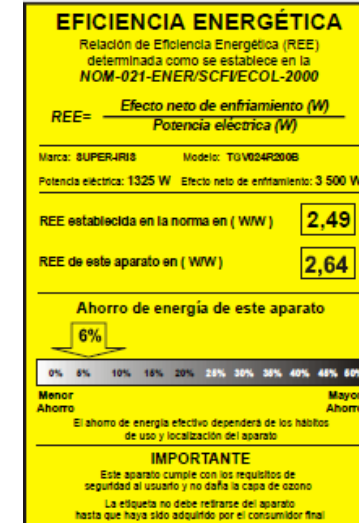 EFICIENCIA ENERGÉTICA
Relación de Eficiencia Energética (REE)
determinada como se establece en la
NOM-021-ENER/SCFI/ECOL-2000
REE= Efecto neto de enfriamiento (W)
Potencia eléctrica (W)
Marca: SUPER-IRIS Modelo: TGV024R200B
Potencia eléctrica: 1325 W Efecto neto de enfriamiento: 3 500 W
REE establecida en la norma en ( W/W ) 2,49
REE de este aparato en ( W/W ) 2,64
Ahorro de energía de este aparato
6%
0% 5% 10% 15% 20% 25% 30% 35% 40% 45% 50%
Menor Mayor
Ahorro Ahorro
El ahorro de energía efectivo dependerá de los hábitos
de uso y localización del aparato
IMPORTANTE
Este aparato cumple con los requisitos de
seguridad al usuario y no daña la capa de ozono
La etiqueta no debe retirarse del aparato
hasta que haya sido adquirido por el consumidor final